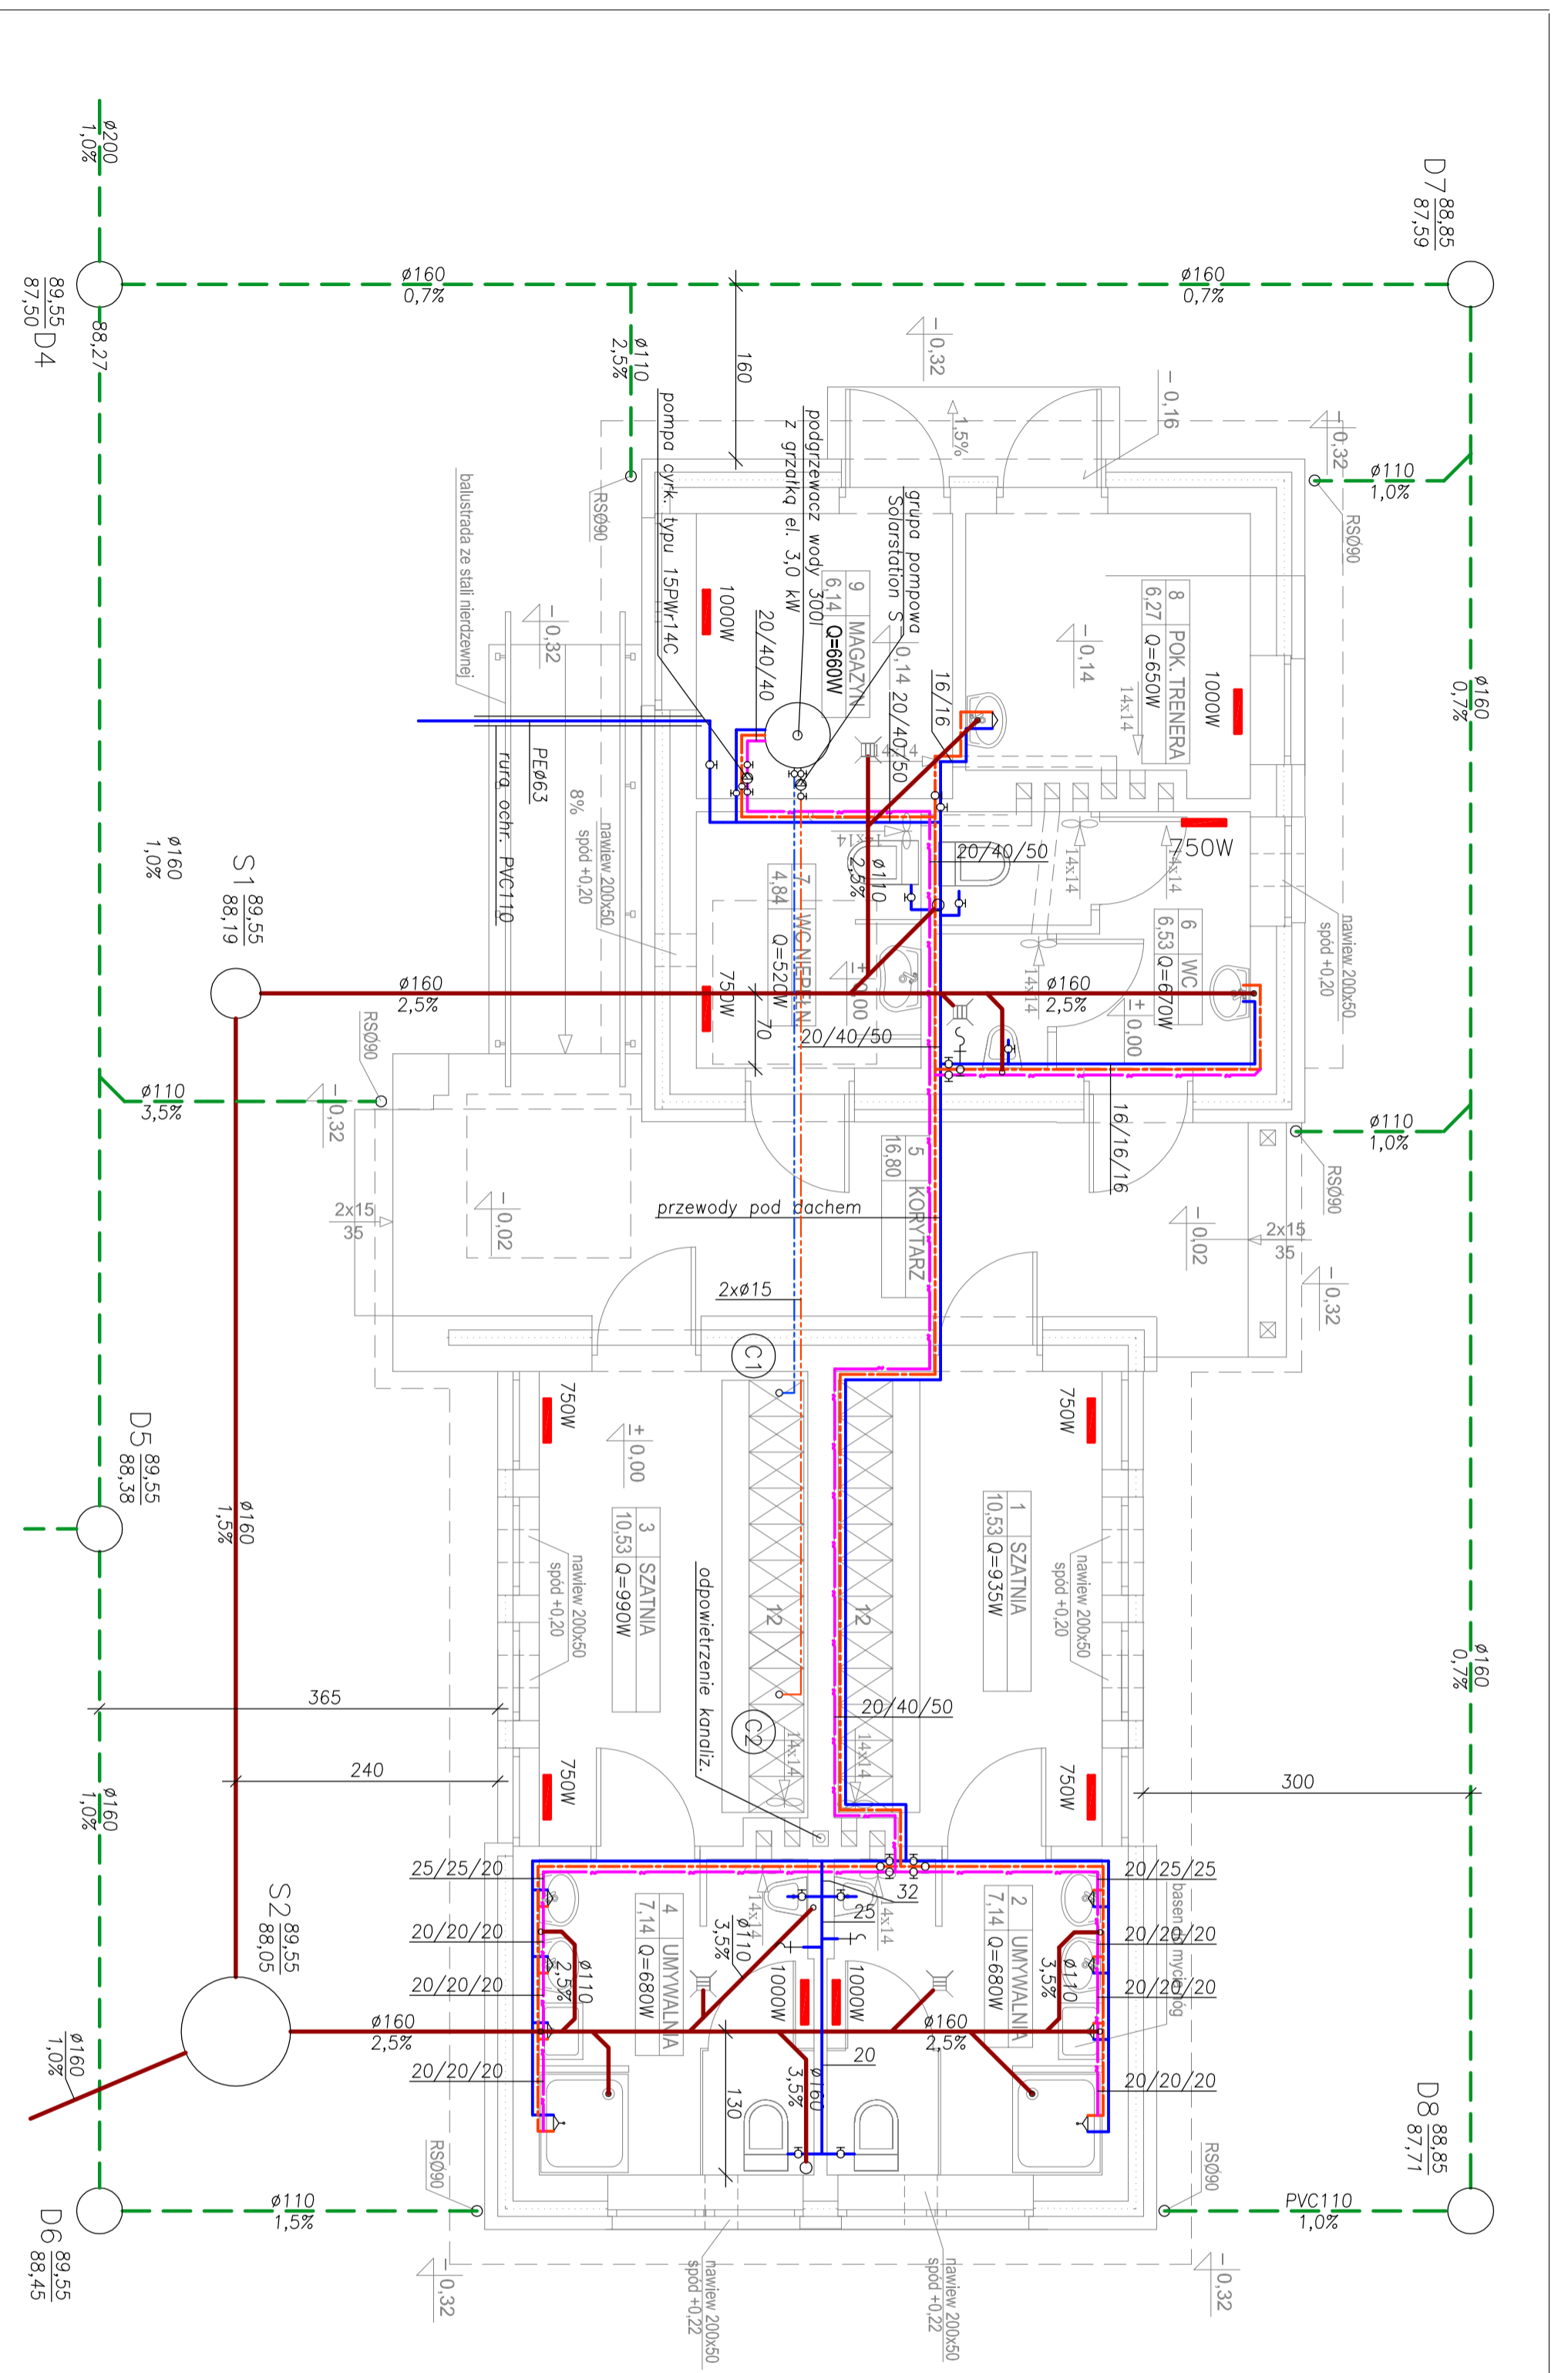 D7 88,85
87,59
ø160
0,7%
ø160
0,7%
ø160
0,7%
D8 88,85
87,71
ø200
1,0%
89,55
87,50 D4
88,27
ø160
0,7%
ø110
2,5%
160
- 0,32
- 0,16
1,5%
- 0,32
ø110
1,0%
RSØ90
RSØ90
balustrada ze stali nierdzewnej
pompa cyrk. typu 15PWr14C
podgrzewacz wody 300l
z grzałką el. 3,0 kW
grupa pompowa
Solarstation S
8 POK. TRENERA
6,27 Q=650W
1000W
- 0,14
14x14
9 MAGAZYN
6,14 Q=660W
1000W
20/40/40
- 0,14
20/40/50
16/16
14x14
- 0,32
PEø63
rura ochr. PVC110
8%
nawiew 200x50
spód +0,20
14x14
ø110
2,5%
20/40/50
750W
14x14
14x14
14x14
6 WC
6,53 Q=670W
± 0,00
nawiew 200x50
spód +0,20
7 WC NIEPEŁN
4,84 Q=520W
± 0,00
750W
70
20/40/50
ø160
2,5%
ø160
2,5%
16/16/16
ø160
1,0%
S1 89,55
88,19
RSØ90
ø110
3,5%
- 0,32
ø110
1,0%
RSØ90
5 KORYTARZ
16,80
przewody pod dachem
2x15
35
- 0,02
- 0,02
2x15
35
- 0,32
2xø15
C1
750W
750W
± 0,00
D5 89,55
88,38
ø160
1,5%
3 SZATNIA
10,53 Q=990W
1 SZATNIA
10,53 Q=935W
nawiew 200x50
spód +0,20
nawiew 200x50
spód +0,20
12
12
odpowietrzenie kanaliz.
C2
14x14
14x14
20/40/50
365
240
300
750W
750W
ø160
1,0%
25/25/20
20/20/20
20/20/20
20/20/20
20/25/25
20/20/20
20/20/20
20/20/20
basen do mycia nóg
32
25
14x14
14x14
4 UMYWALNIA
7,14 Q=680W
2 UMYWALNIA
7,14 Q=680W
ø110
3,5%
ø110
2,5%
ø110
3,5%
1000W
1000W
S2 89,55
88,05
ø160
2,5%
ø160
2,5%
20
ø160
3,5%
130
ø160
1,0%
RSØ90
RSØ90
ø110
1,5%
PVC110
1,0%
D6 89,55
88,45
- 0,32
- 0,32
nawiew 200x50
spód +0,22
nawiew 200x50
spód +0,22